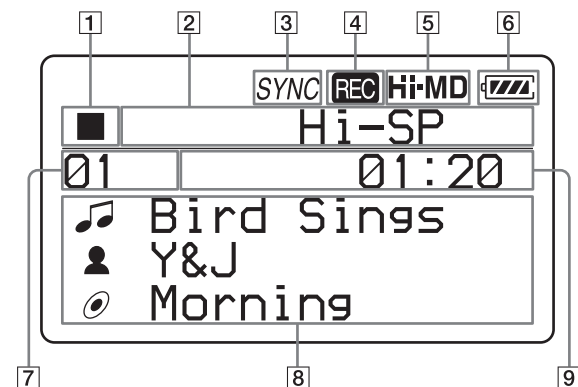 1 2 3 4 5 6
SYNC REC Hi-MD
Hi-SP
01 01:20
Bird Sings
Y&J
Morning
7 8 9